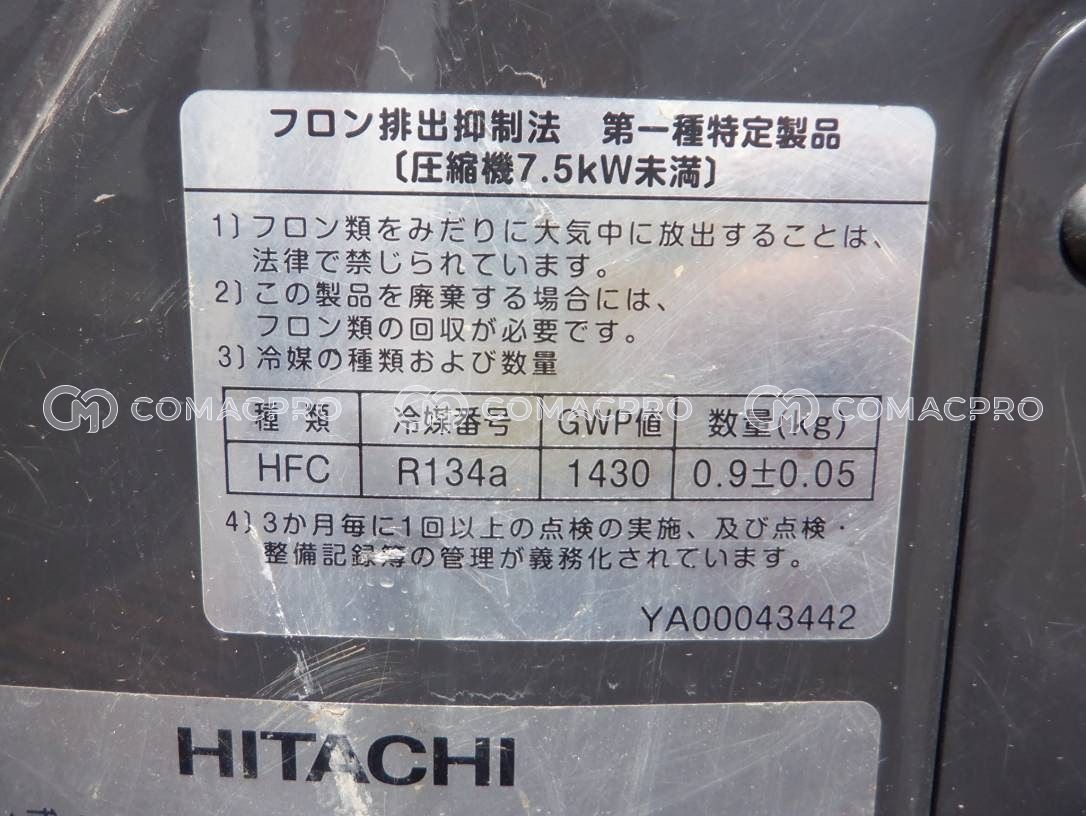 フロン排出抑制法 第一種特定製品
〔圧縮機7.5kW未満〕
1)フロン類をみだりに大気中に放出することは、
法律で禁じられています。
2)この製品を廃棄する場合には、
フロン類の回収が必要です。
3)冷媒の種類および数量
種類 冷媒番号 GWP値 数量(kg)
HFC R134a 1430 0.9±0.05
COMACPRO COMACPRO COMACPRO
4)3か月毎に1回以上の点検の実施、及び点検・
整備記録簿の管理が義務化されています。
YA00043442
HITACHI